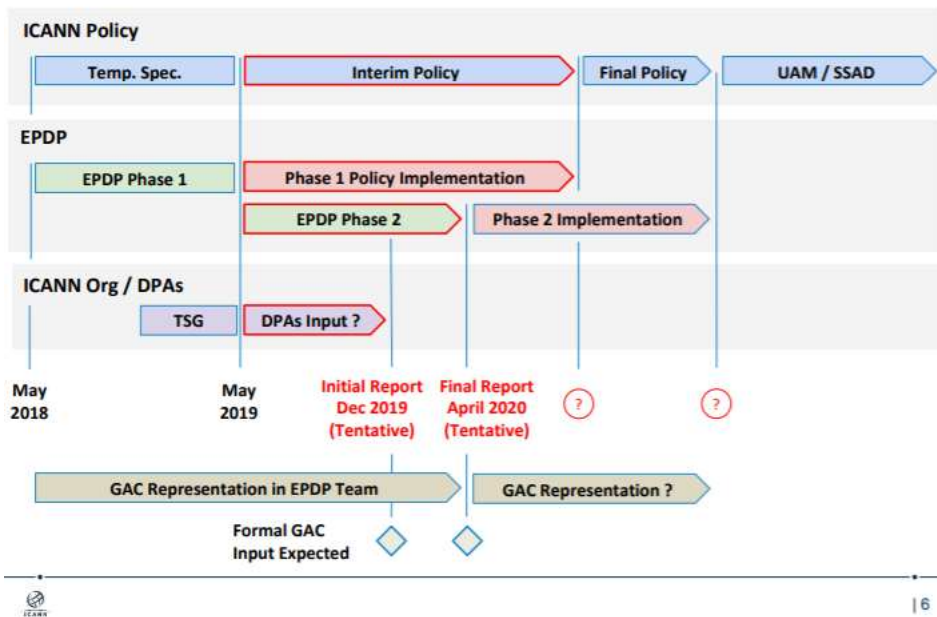 ICANN Policy
Temp. Spec.
Interim Policy
Final Policy
UAM / SSAD
EPDP
EPDP Phase 1
Phase 1 Policy Implementation
EPDP Phase 2
Phase 2 Implementation
ICANN Org / DPAs
TSG
DPAs Input ?
May
2018
May
2019
Initial Report
Dec 2019
(Tentative)
Final Report
April 2020
(Tentative)
?
?
GAC Representation in EPDP Team
GAC Representation ?
Formal GAC
Input Expected
ICANN
| 6